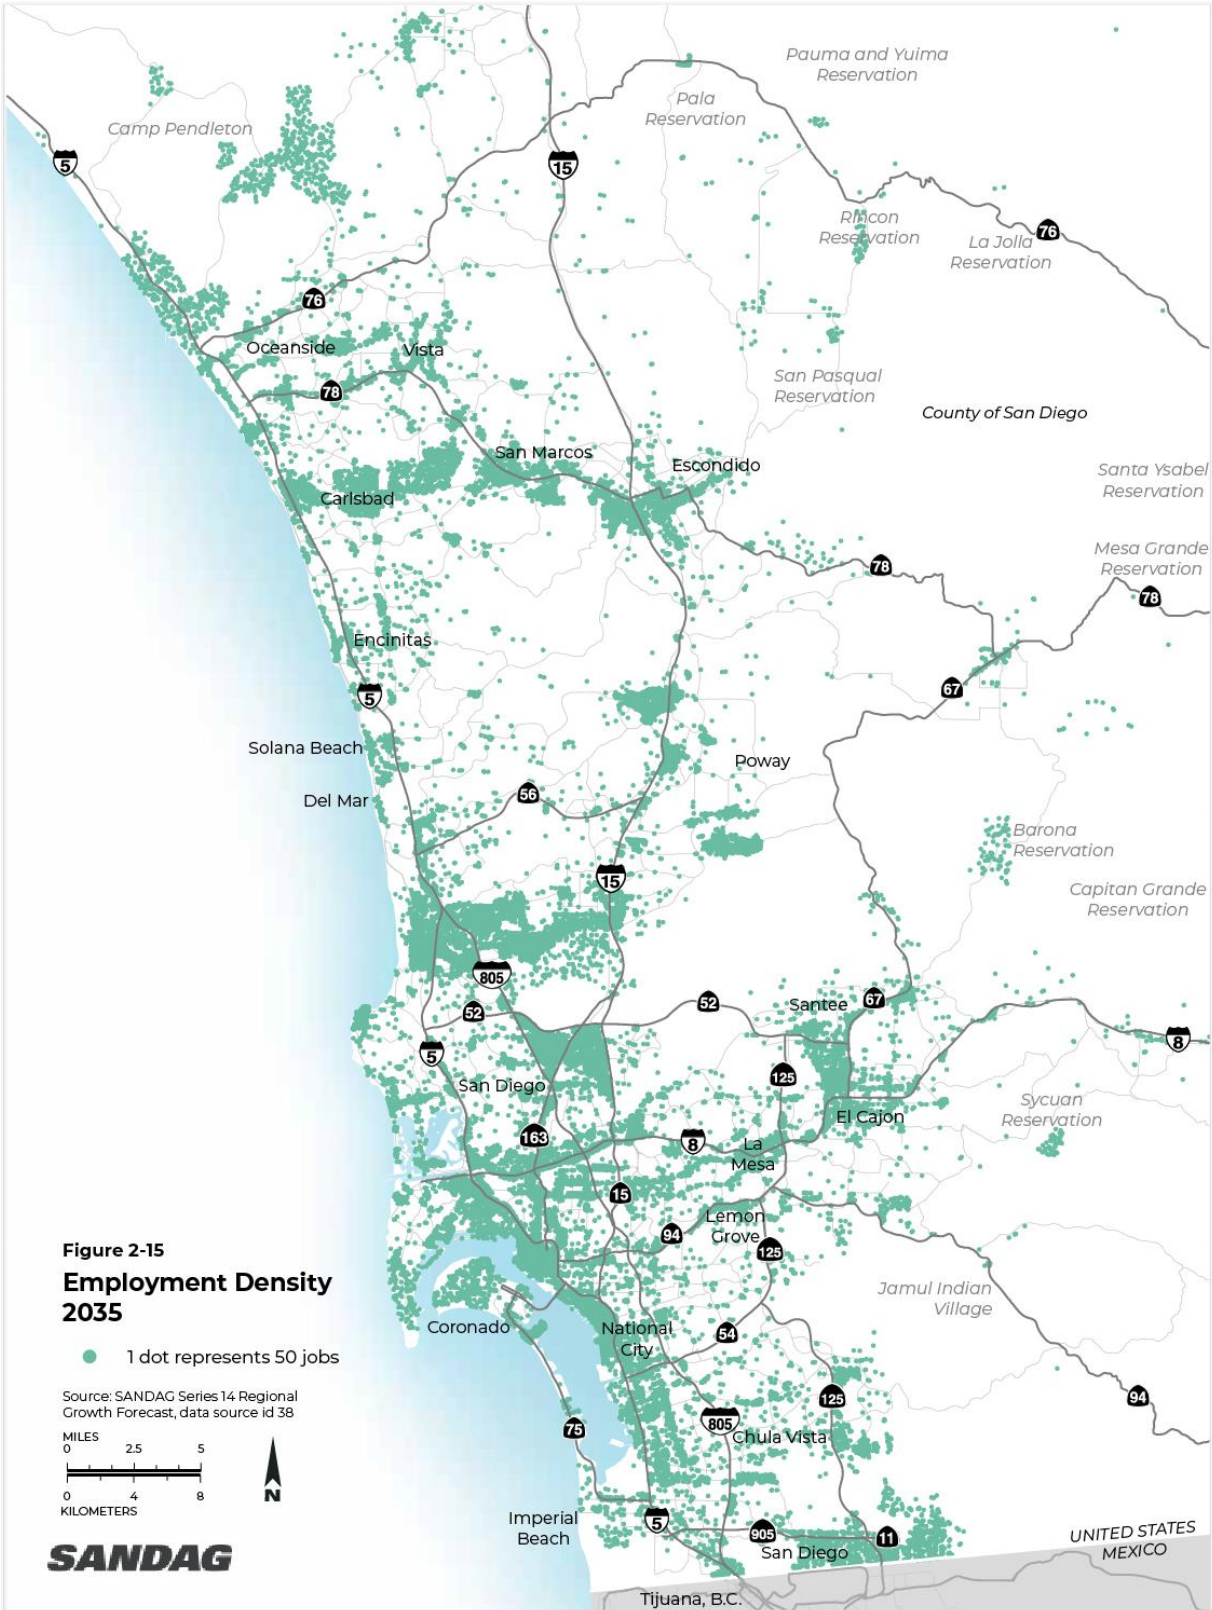 Pauma and Yuima
Reservation
Pala
Reservation
Camp Pendleton
5
15
Rincon
Reservation
76
La Jolla
Reservation
76
Oceanside
Vista
78
San Pasqual
Reservation
County of San Diego
San Marcos
Escondido
Santa Ysabel
Reservation
Carlsbad
Mesa Grande
Reservation
78
78
Encinitas
5
67
Solana Beach
Poway
Del Mar
56
Barona
Reservation
15
Capitan Grande
Reservation
805
52
52
Santee
67
5
8
San Diego
125
Sycuan
Reservation
El Cajon
163
8
La
Mesa
15
Lemon
Grove
94
125
Figure 2-15
Employment Density
2035
1 dot represents 50 jobs
Source: SANDAG Series 14 Regional
Growth Forecast, data source id 38
MILES
0 2.5 5
0 4 8
KILOMETERS
N
SANDAG
Jamul Indian
Village
Coronado
National
City
54
125
94
805
75
Chula Vista
Imperial
Beach
5
905
11
San Diego
UNITED STATES
MEXICO
Tijuana, B.C.